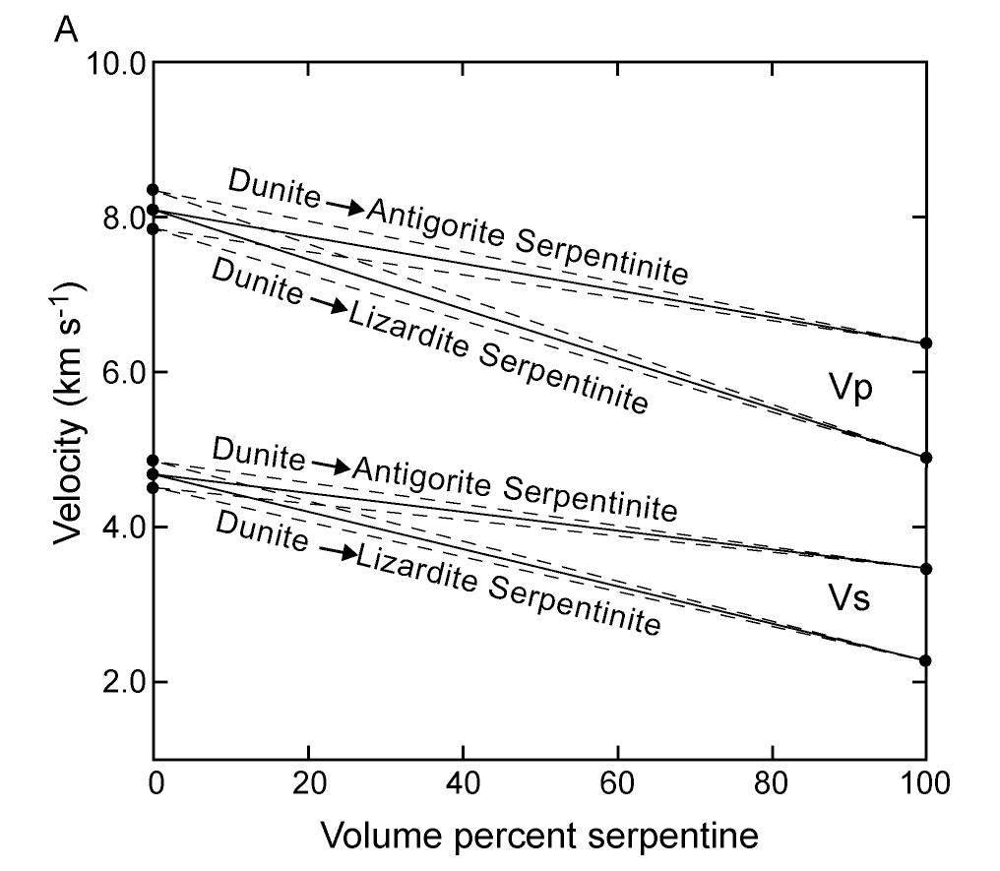 A
10.0
8.0
6.0
4.0
2.0
Velocity (km s-1)
Dunite → Antigorite Serpentinite
Dunite → Lizardite Serpentinite
Vp
Dunite → Antigorite Serpentinite
Dunite → Lizardite Serpentinite
Vs
0 20 40 60 80 100
Volume percent serpentine